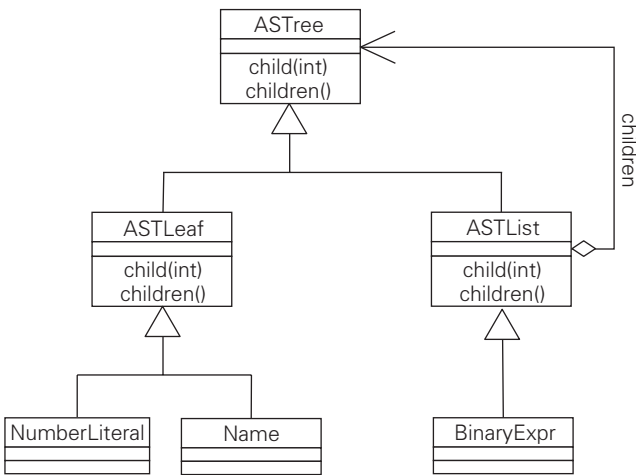 ASTree
child(int)
children()
children
ASTLeaf
child(int)
children()
ASTList
child(int)
children()
NumberLiteral
Name
BinaryExpr